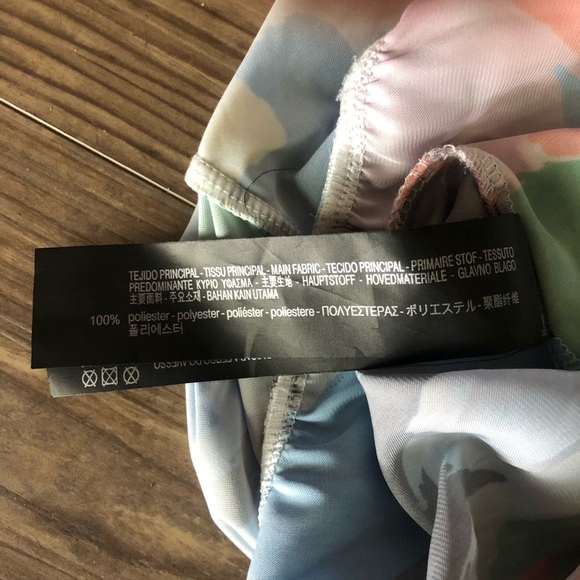 TEJIDO PRINCIPAL - TISSU PRINCIPAL - MAIN FABRIC - TECIDO PRINCIPAL - PRIMAIRE STOF - TESSUTO
PREDOMINANTE ΚΥΡΙΟ ΥΦΑΣΜΑ - 主要生地 - HAUPTSTOFF - HOVEDMATERIALE - GLAVNO BLAGO
主要面料 - 주요소재 - BAHAN KAIN UTAMA
100% poliester - polyester - poliéster - poliestere - ΠΟΛΥΕΣΤΕΡΑΣ - ポリエステル - 聚酯纤维
폴리에스터